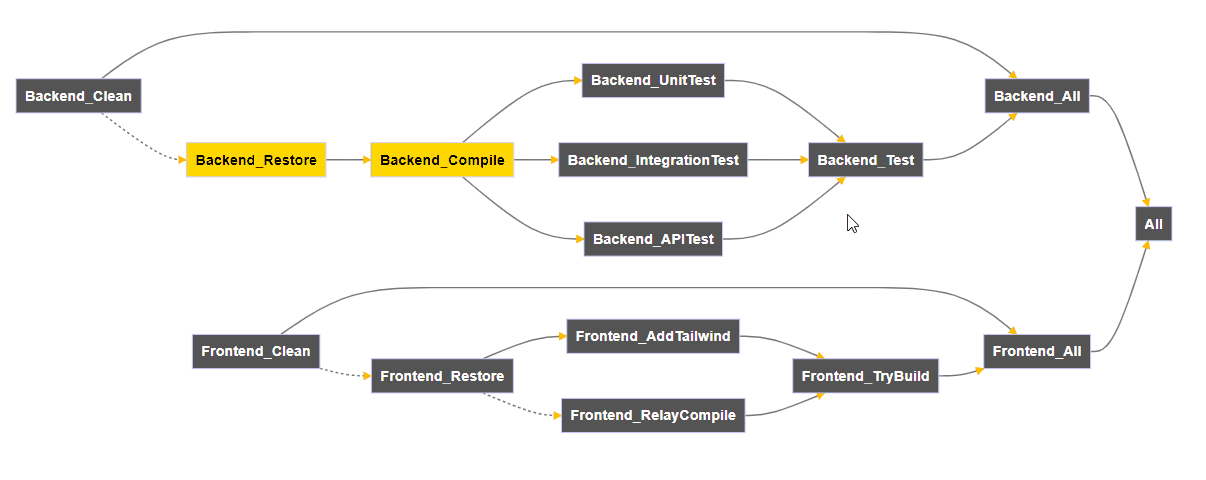 Backend_Clean
Backend_Restore
Backend_Compile
Backend_UnitTest
Backend_IntegrationTest
Backend_APITest
Backend_Test
Backend_All
All
Frontend_Clean
Frontend_Restore
Frontend_AddTailwind
Frontend_RelayCompile
Frontend_TryBuild
Frontend_All